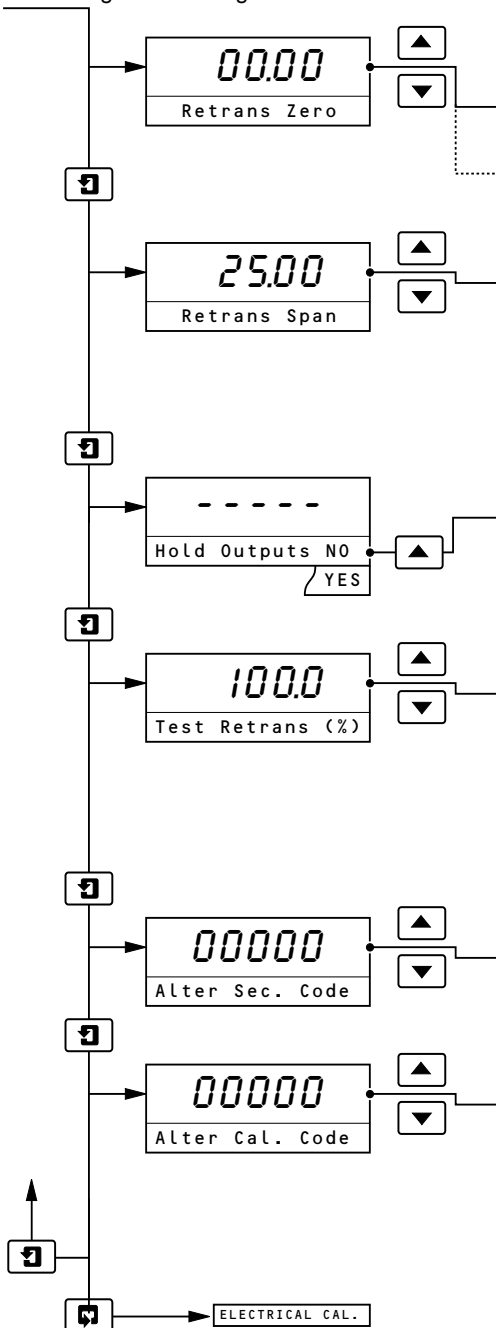 00.00
Retrans Zero
25.00
Retrans Span
- - - - -
Hold Outputs NO
YES
100.0
Test Retrans (%)
00000
Alter Sec. Code
00000
Alter Cal. Code
ELECTRICAL CAL.